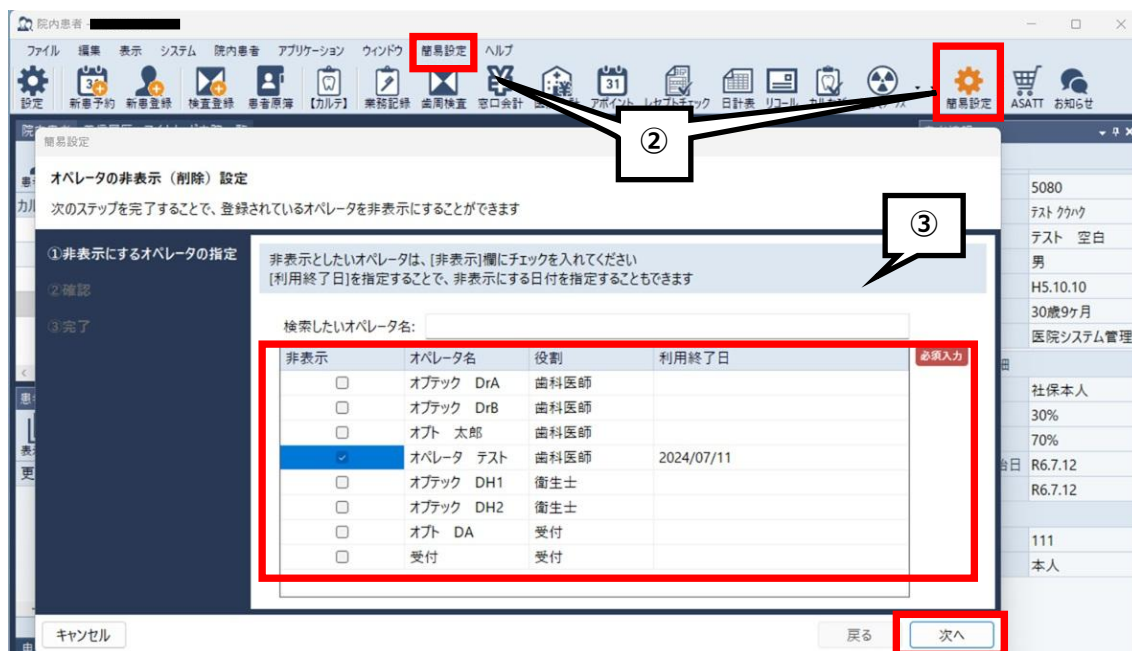 院内患者 -
ファイル 編集 表示 システム 院内患者 アプリケーション ウィンドウ 簡易設定 ヘルプ
設定 新患予約 新患登録 検査登録 患者原簿 【カルテ】 業務記録 歯周検査 窓口会計 アポイント レセプトチェック 日計表 リコール 簡易設定 ASATT お知らせ
②
簡易設定
オペレータの非表示（削除）設定
次のステップを完了することで、登録されているオペレータを非表示にすることができます
③
①非表示にするオペレータの指定
②確認
③完了
非表示としたいオペレータは、[非表示]欄にチェックを入れてください
[利用終了日]を指定することで、非表示にする日付を指定することもできます
検索したいオペレータ名:
非表示 オペレータ名 役割 利用終了日 必須入力
オプテック DrA 歯科医師
オプテック DrB 歯科医師
オプト 太郎 歯科医師
オペレータ テスト 歯科医師 2024/07/11
オプテック DH1 衛生士
オプテック DH2 衛生士
オプト DA 受付
受付 受付
キャンセル 戻る 次へ
5080
テスト クウハク
テスト 空白
男
H5.10.10
30歳9ヶ月
医院システム管理
社保本人
30%
70%
R6.7.12
R6.7.12
111
本人